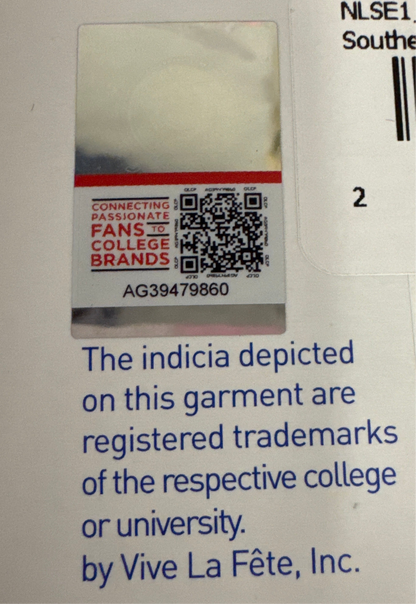 NLSE1
Southe
2
CONNECTING
PASSIONATE
FANS TO
COLLEGE
BRANDS
AG39479860
The indicia depicted
on this garment are
registered trademarks
of the respective college
or university.
by Vive La Fête, Inc.